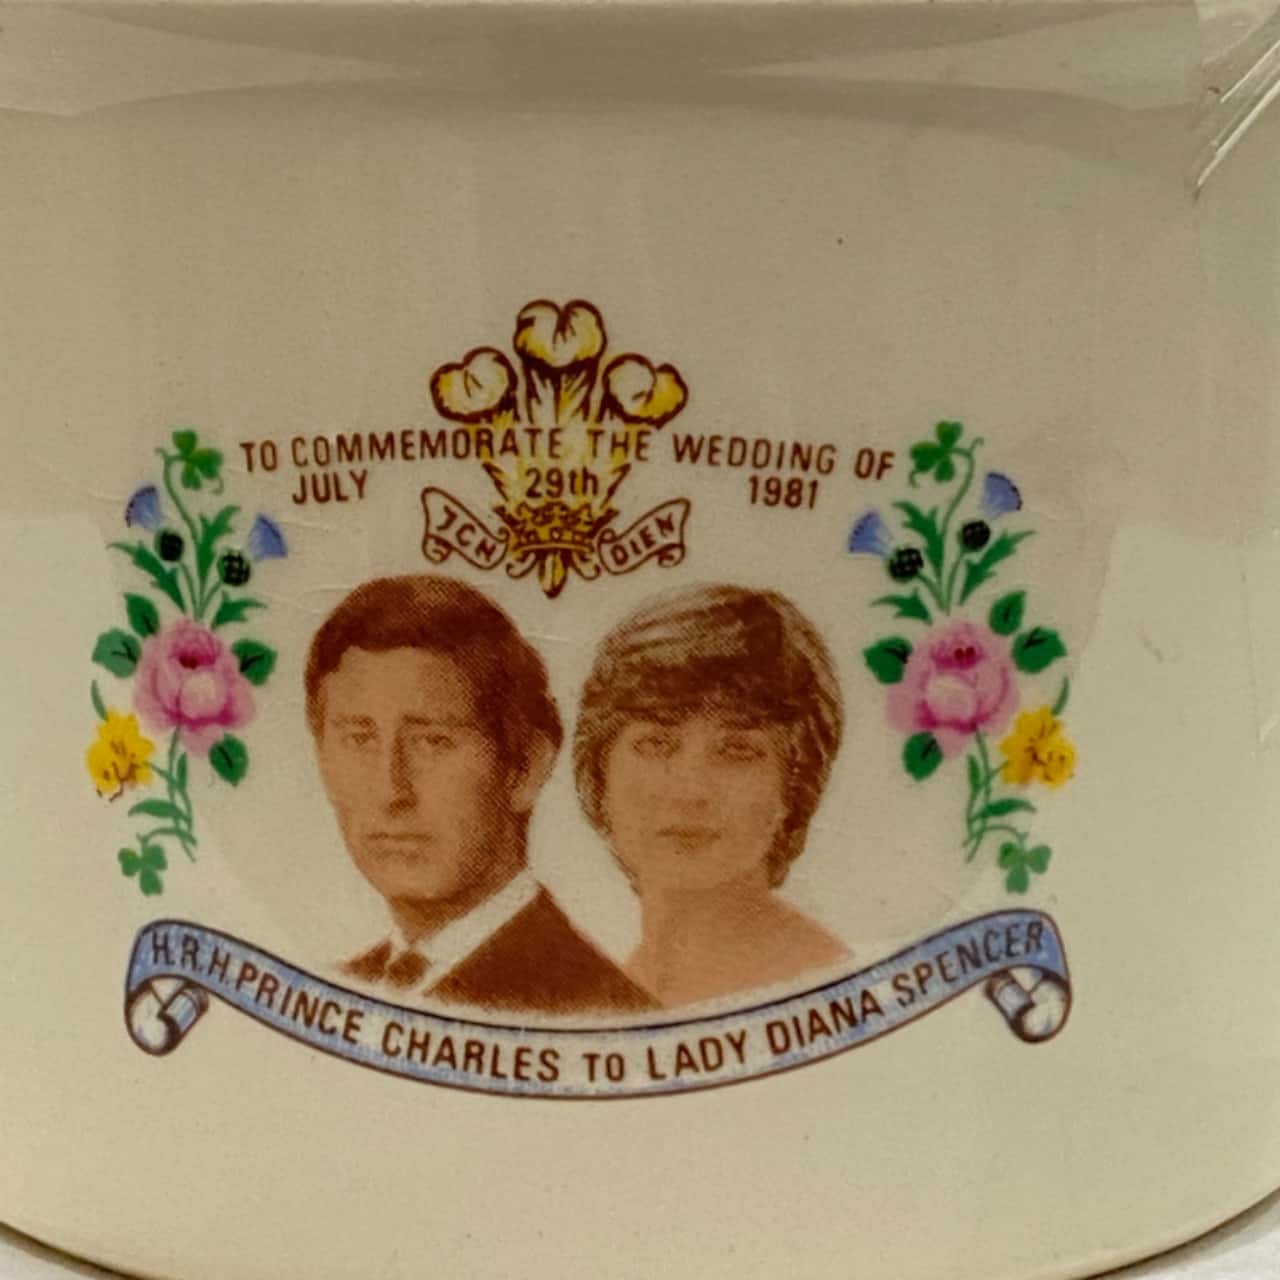 TO COMMEMORATE THE WEDDING OF
JULY 29th 1981
ICH DIEN
H.R.H. PRINCE CHARLES TO LADY DIANA SPENCER